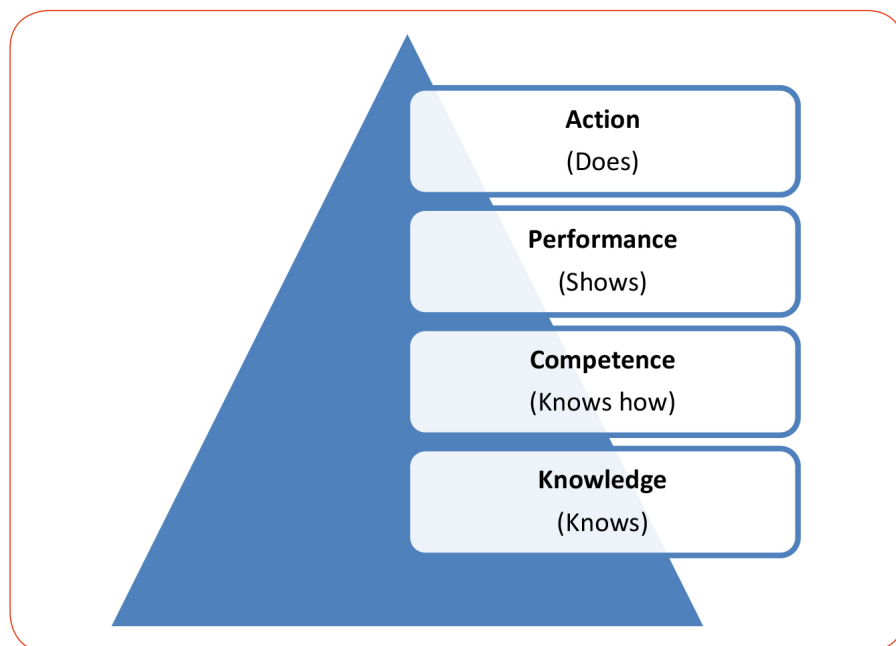 Action
(Does)
Performance
(Shows)
Competence
(Knows how)
Knowledge
(Knows)